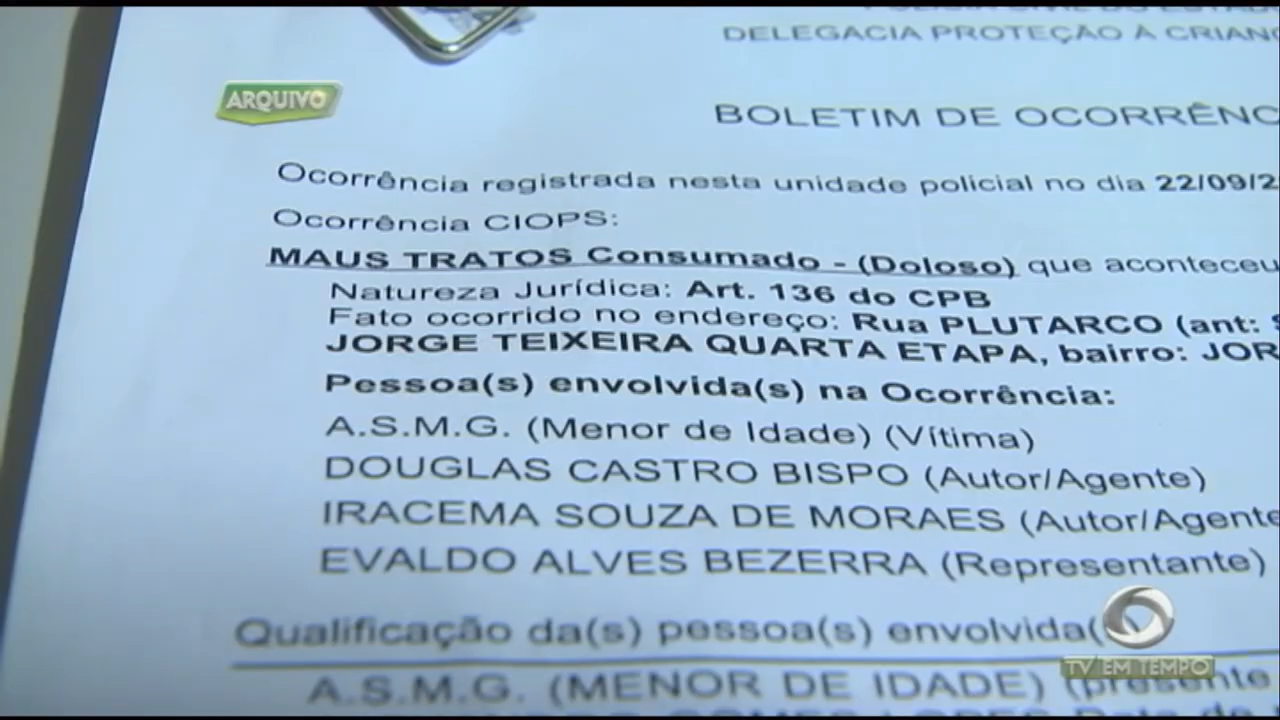 DELEGACIA PROTEÇÃO À CRIANÇ
ARQUIVO
BOLETIM DE OCORRÊNC
Ocorrência registrada nesta unidade policial no dia 22/09/2
Ocorrência CIOPS:
MAUS TRATOS Consumado - (Doloso) que aconteceu
Natureza Jurídica: Art. 136 do CPB
Fato ocorrido no endereço: Rua PLUTARCO (ant:
JORGE TEIXEIRA QUARTA ETAPA, bairro: JOR
Pessoa(s) envolvida(s) na Ocorrência:
A.S.M.G. (Menor de Idade) (Vítima)
DOUGLAS CASTRO BISPO (Autor/Agente)
IRACEMA SOUZA DE MORAES (Autor/Agente
EVALDO ALVES BEZERRA (Representante)
Qualificação da(s) pessoa(s) envolvida(
TV EM TEMPO
A.S.M.G. (MENOR DE IDADE) (presente